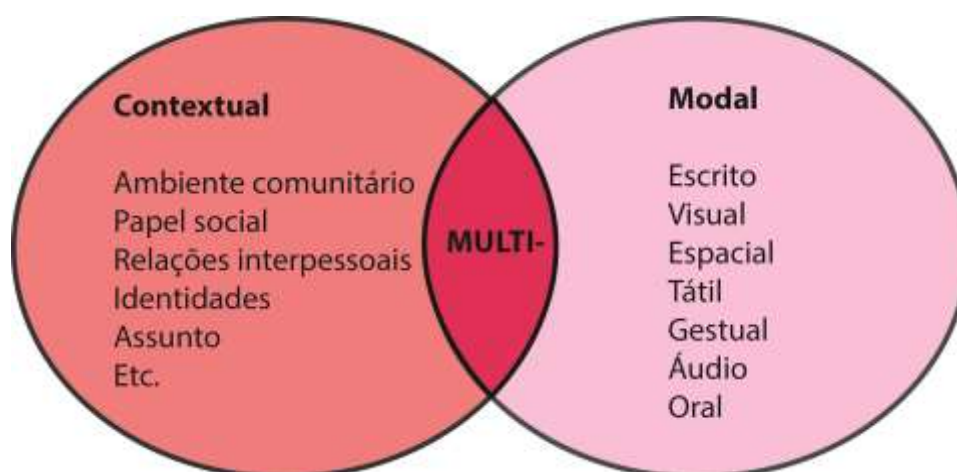 Contextual
Ambiente comunitário
Papel social
Relações interpessoais
Identidades
Assunto
Etc.
MULTI-
Modal
Escrito
Visual
Espacial
Tátil
Gestual
Áudio
Oral